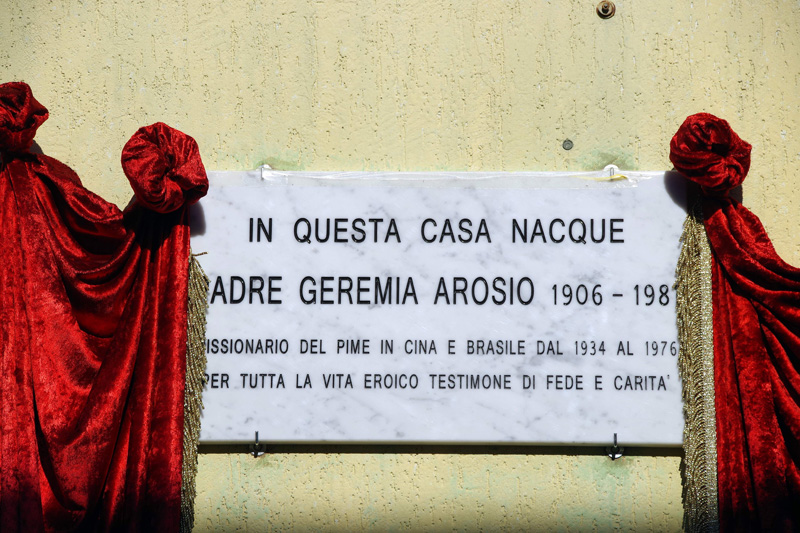 IN QUESTA CASA NACQUE
ADRE GEREMIA AROSIO 1906 - 198
ISSIONARIO DEL PIME IN CINA E BRASILE DAL 1934 AL 1976
PER TUTTA LA VITA EROICO TESTIMONE DI FEDE E CARITA'